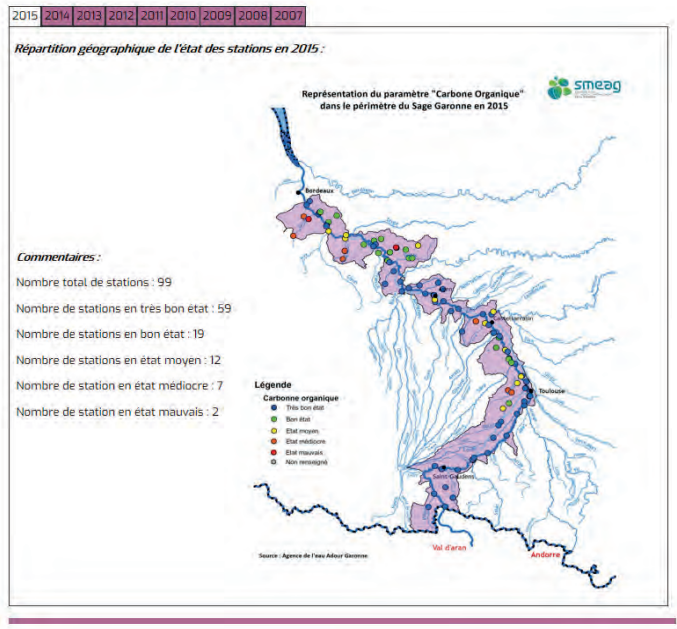 2015 2014 2013 2012 2011 2010 2009 2008 2007
Répartition géographique de l'état des stations en 2015 :
smeag
Représentation du paramètre "Carbone Organique"
dans le périmètre du Sage Garonne en 2015
Bordeaux
Commentaires :
Nombre total de stations : 99
Nombre de stations en très bon état : 59
Nombre de stations en bon état : 19
Nombre de stations en état moyen : 12
Nombre de station en état médiocre : 7
Nombre de station en état mauvais : 2
Toulouse
Légende
Carbonne organique
Très bon état
Bon état
Etat moyen
Etat médiocre
Etat mauvais
Non renseigné
Saint-Gaudens
Val d'aran
Andorre
Source : Agence de l'eau Adour Garonne